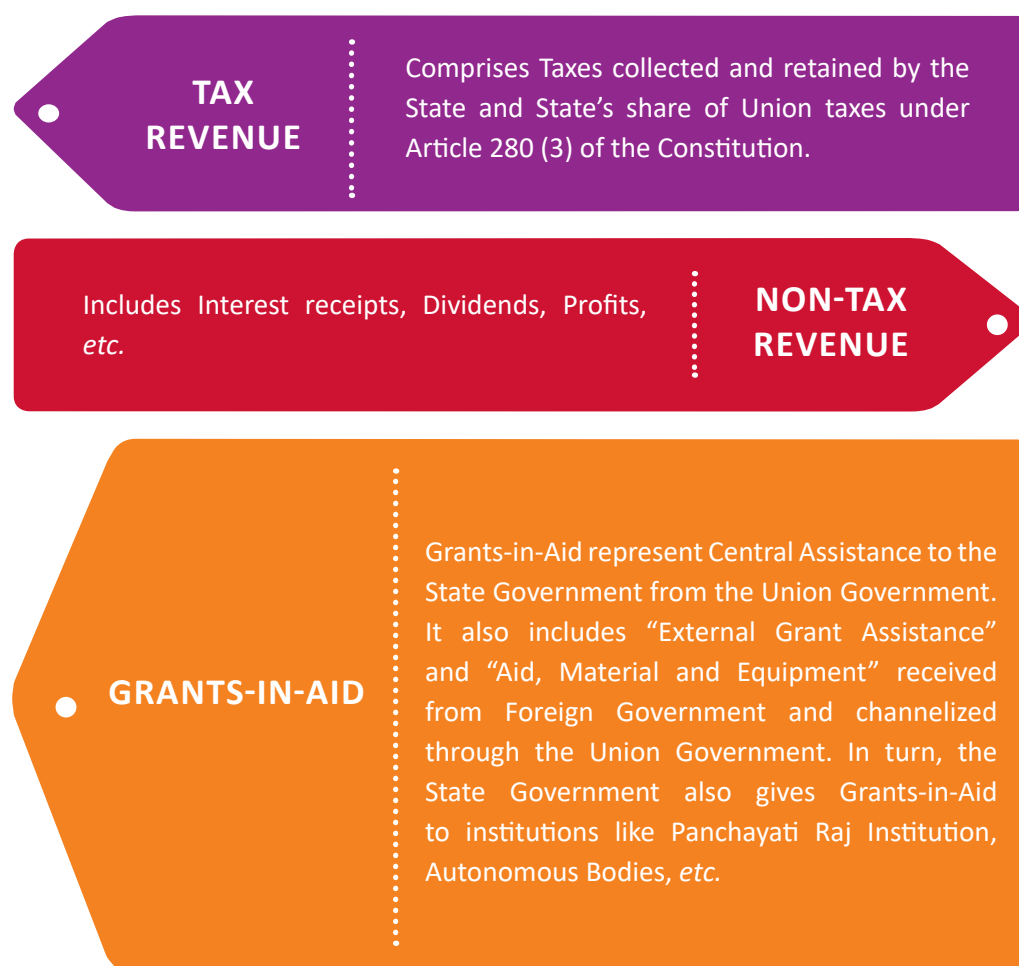 TAX
REVENUE
Comprises Taxes collected and retained by the
State and State’s share of Union taxes under
Article 280 (3) of the Constitution.
Includes Interest receipts, Dividends, Profits,
etc.
NON-TAX
REVENUE
GRANTS-IN-AID
Grants-in-Aid represent Central Assistance to the
State Government from the Union Government.
It also includes “External Grant Assistance”
and “Aid, Material and Equipment” received
from Foreign Government and channelized
through the Union Government. In turn, the
State Government also gives Grants-in-Aid
to institutions like Panchayati Raj Institution,
Autonomous Bodies, etc.